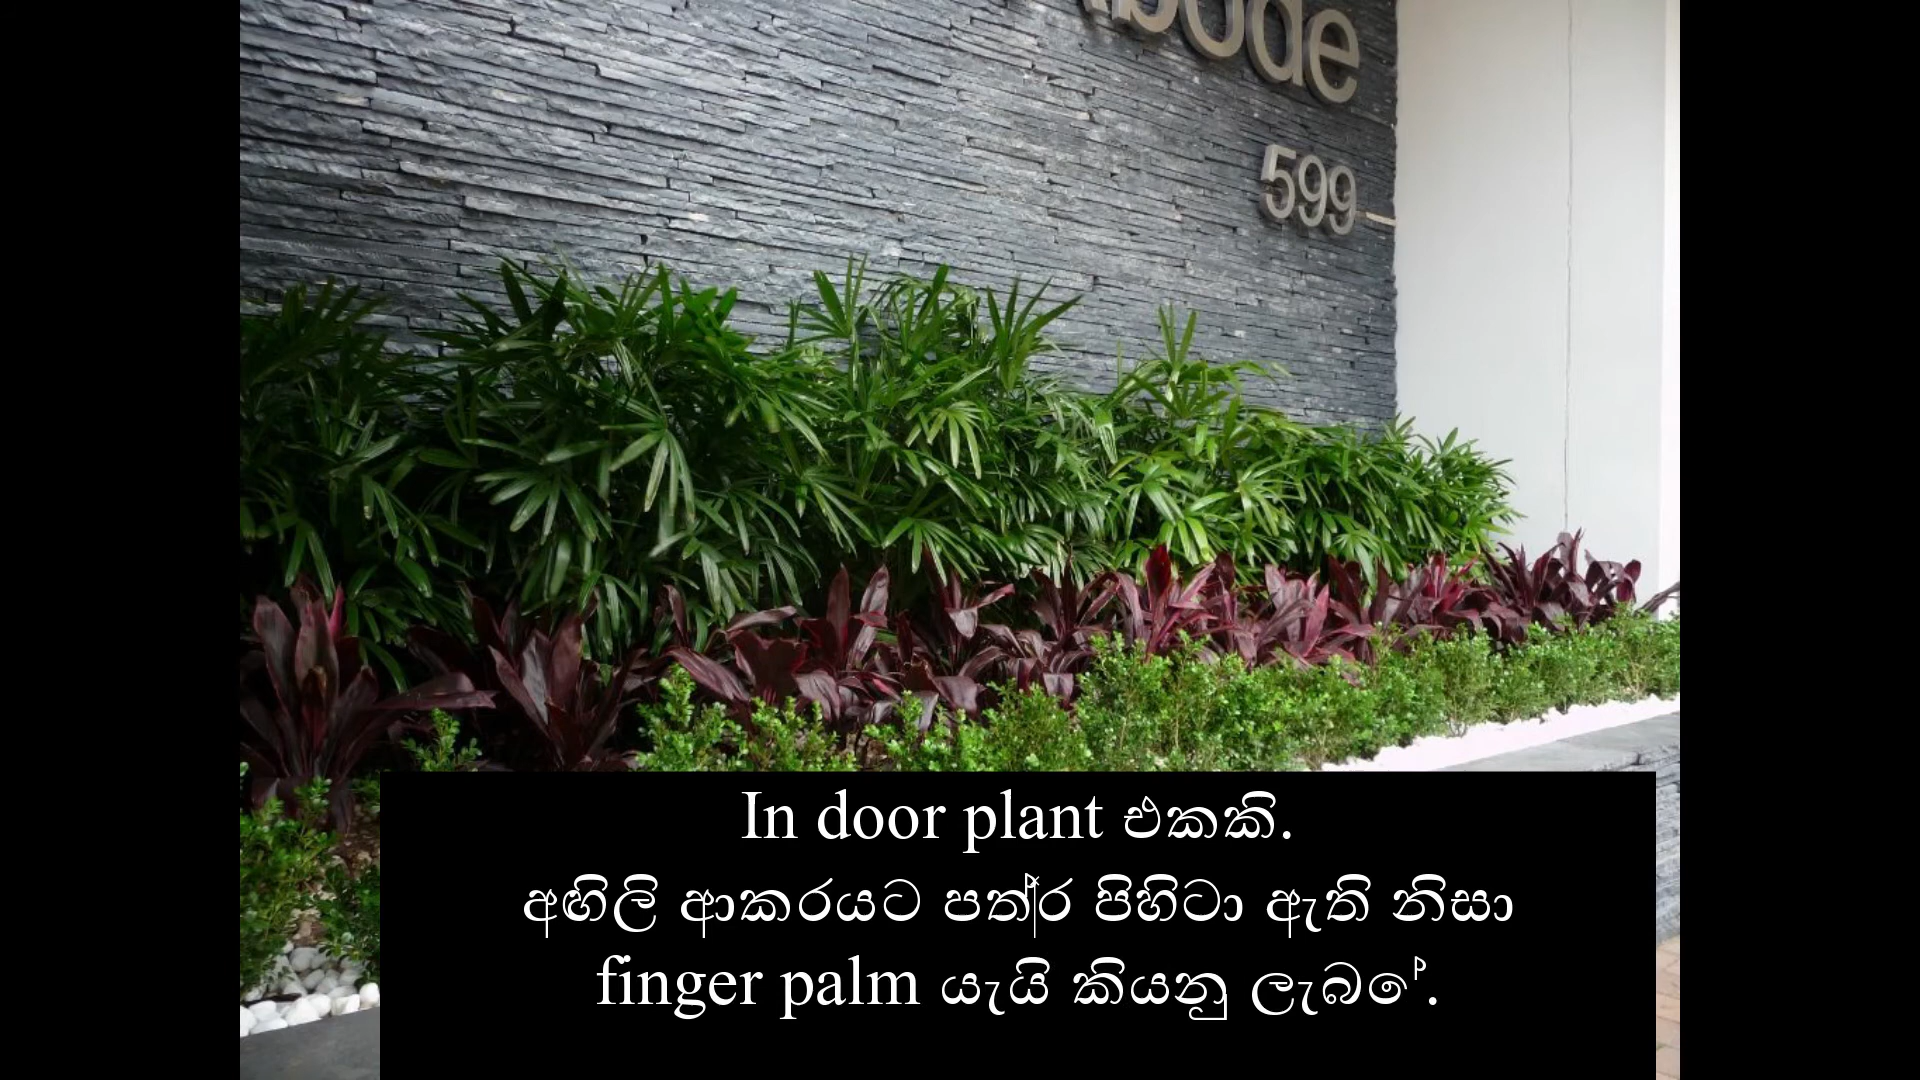 599
In door plant එකකි.
අඟිලි ආකරයට පත්‍ර පිහිටා ඇති නිසා
finger palm යැයි කියනු ලැබේ.